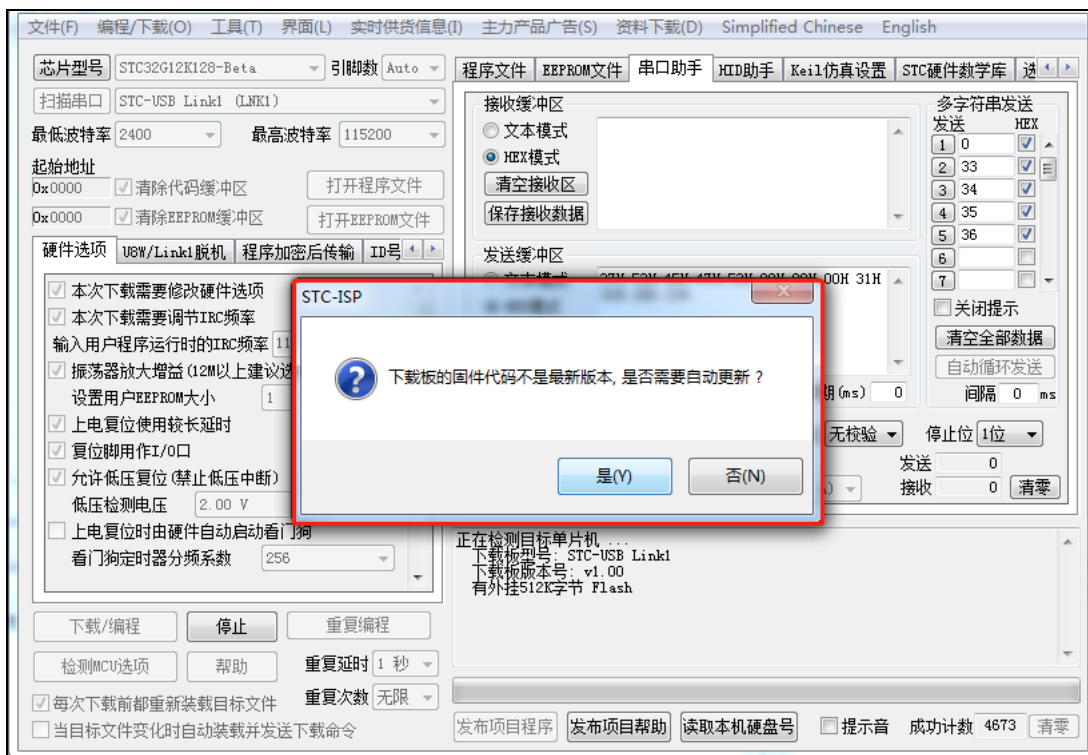 文件(F) 编程/下载(O) 工具(T) 界面(L) 实时供货信息(I) 主力产品广告(S) 资料下载(D) Simplified Chinese English
芯片型号 STC32G12K128-Beta 引脚数 Auto
扫描串口 STC-USB Link1 (LNK1)
最低波特率 2400 最高波特率 115200
起始地址
0x0000 清除代码缓冲区 打开程序文件
0x0000 清除EEPROM缓冲区 打开EEPROM文件
硬件选项 U8W/Link1脱机 程序加密后传输 ID号
本次下载需要修改硬件选项
本次下载需要调节IRC频率
输入用户程序运行时的IRC频率 11
振荡器放大增益(12M以上建议选
设置用户EEPROM大小 1
上电复位使用较长延时
复位脚用作I/O口
允许低压复位(禁止低压中断)
低压检测电压 2.00 V
上电复位时由硬件自动启动看门狗
看门狗定时器分频系数 256
下载/编程 停止 重复编程
检测MCU选项 帮助 重复延时 1 秒
每次下载前都重新装载目标文件 重复次数 无限
当目标文件变化时自动装载并发送下载命令
程序文件 EEPROM文件 串口助手 HID助手 Keil仿真设置 STC硬件数学库 选
接收缓冲区
文本模式
HEX模式
清空接收区
保存接收数据
发送缓冲区
00H 31H
多字符串发送
发送 HEX
1 0
2 33
3 34
4 35
5 36
6
7
关闭提示
清空全部数据
自动循环发送
间隔 0 ms
期(ms) 0
无校验 停止位 1位
发送 0
接收 0 清零
STC-ISP
下载板的固件代码不是最新版本, 是否需要自动更新 ?
是(Y) 否(N)
正在检测目标单片机 ...
下载板型号: STC-USB Link1
下载板版本号: v1.00
有外挂512K字节 Flash
发布项目程序 发布项目帮助 读取本机硬盘号 提示音 成功计数 4673 清零